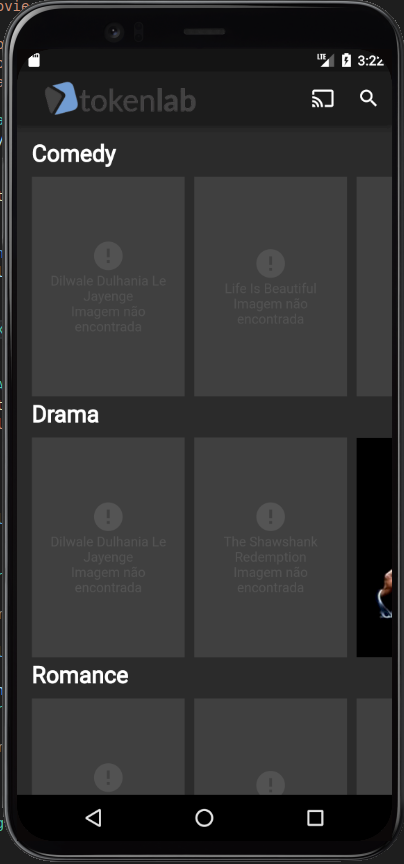 LTE 3:22
tokenlab
Comedy
Dilwale Dulhania Le
Jayenge
Imagem não
encontrada
Life Is Beautiful
Imagem não
encontrada
Drama
Dilwale Dulhania Le
Jayenge
Imagem não
encontrada
The Shawshank
Redemption
Imagem não
encontrada
Romance